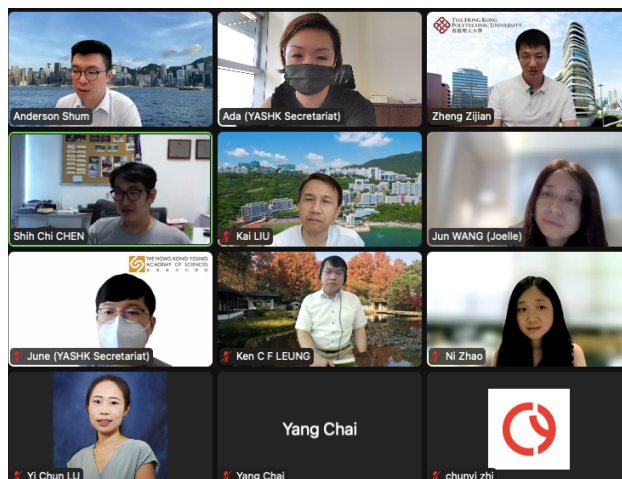 THE HONG KONG
POLYTECHNIC UNIVERSITY
香港理工大學
Anderson Shum
Ada (YASHK Secretariat)
Zheng Zijian
Shih Chi CHEN
Kai LIU
Jun WANG (Joelle)
THE HONG KONG YOUNG
ACADEMY OF SCIENCES
June (YASHK Secretariat)
Ken C F LEUNG
Ni Zhao
Yang Chai
Yi Chun LU
Yang Chai
chunyi zhi